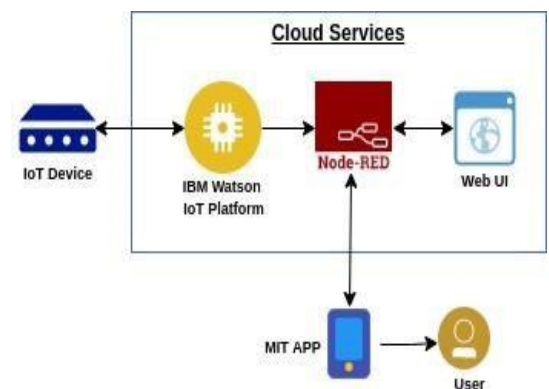 Cloud Services
IoT Device
IBM Watson
IoT Platform
Node-RED
Web UI
MIT APP
User